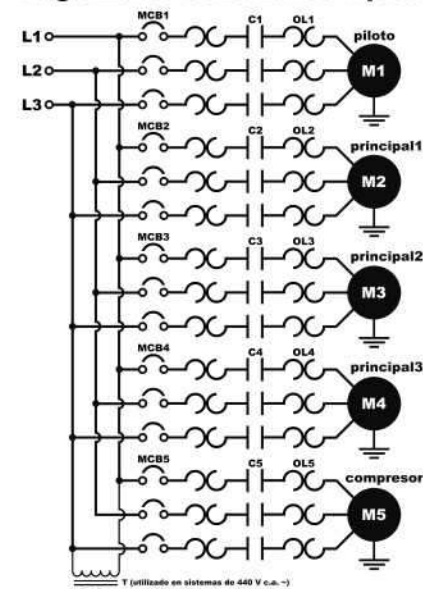 MCB1 C1 OL1
piloto
L1
M1
L2
L3
MCB2 C2 OL2
principal1
M2
MCB3 C3 OL3
principal2
M3
MCB4 C4 OL4
principal3
M4
MCB5 C5 OL5
compresor
M5
T (utilizado en sistemas de 440 V c.a. ~)